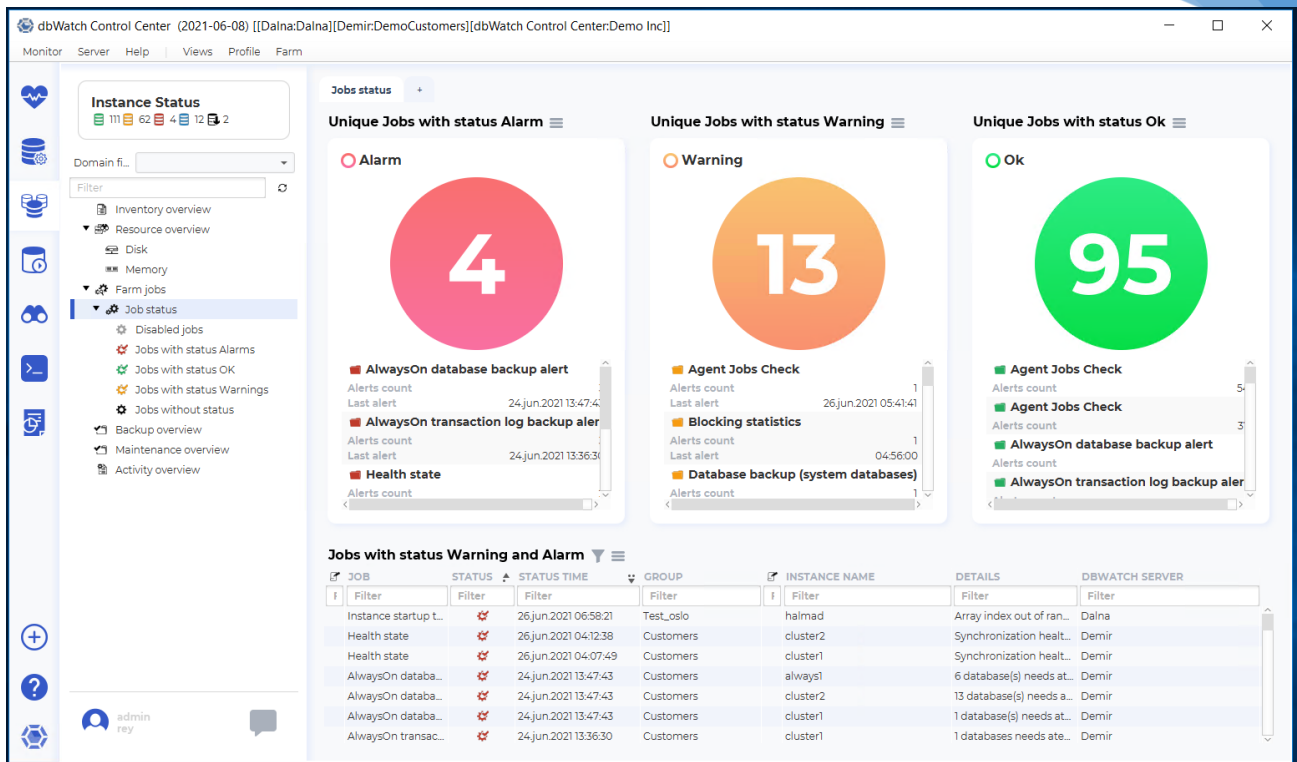 dbWatch Control Center (2021-06-08) [[Dalna:Dalna][Demir:DemoCustomers][dbWatch Control Center:Demo Inc]]
Monitor Server Help Views Profile Farm
Instance Status
111 62 4 12 2
Domain fi...
Filter
Inventory overview
Resource overview
Disk
Memory
Farm jobs
Job status
Disabled jobs
Jobs with status Alarms
Jobs with status OK
Jobs with status Warnings
Jobs without status
Backup overview
Maintenance overview
Activity overview
admin
rey
Jobs status +
Unique Jobs with status Alarm
Alarm
4
AlwaysOn database backup alert
Alerts count
Last alert 24.jun.2021 13:47:4
AlwaysOn transaction log backup aler
Alerts count
Last alert 24.jun.2021 13:36:30
Health state
Alerts count
Unique Jobs with status Warning
Warning
13
Agent Jobs Check
Alerts count 1
Last alert 26.jun.2021 05:41:41
Blocking statistics
Alerts count 1
Last alert 04:56:00
Database backup (system databases)
Alerts count 1
Unique Jobs with status Ok
Ok
95
Agent Jobs Check
Alerts count 54
Agent Jobs Check
Alerts count
AlwaysOn database backup alert
Alerts count
AlwaysOn transaction log backup aler
Jobs with status Warning and Alarm
JOB STATUS STATUS TIME GROUP INSTANCE NAME DETAILS DBWATCH SERVER
F Filter Filter Filter Filter F Filter Filter Filter
Instance startup t... 26.jun.2021 06:58:21 Test_oslo halmad Array index out of ran... Dalna
Health state 26.jun.2021 04:12:38 Customers cluster2 Synchronization healt... Demir
Health state 26.jun.2021 04:07:49 Customers cluster1 Synchronization healt... Demir
AlwaysOn databa... 24.jun.2021 13:47:43 Customers always1 6 database(s) needs at... Demir
AlwaysOn databa... 24.jun.2021 13:47:43 Customers cluster2 13 database(s) needs a... Demir
AlwaysOn databa... 24.jun.2021 13:47:43 Customers cluster1 1 database(s) needs at... Demir
AlwaysOn transac... 24.jun.2021 13:36:30 Customers cluster1 1 databases needs ate... Demir